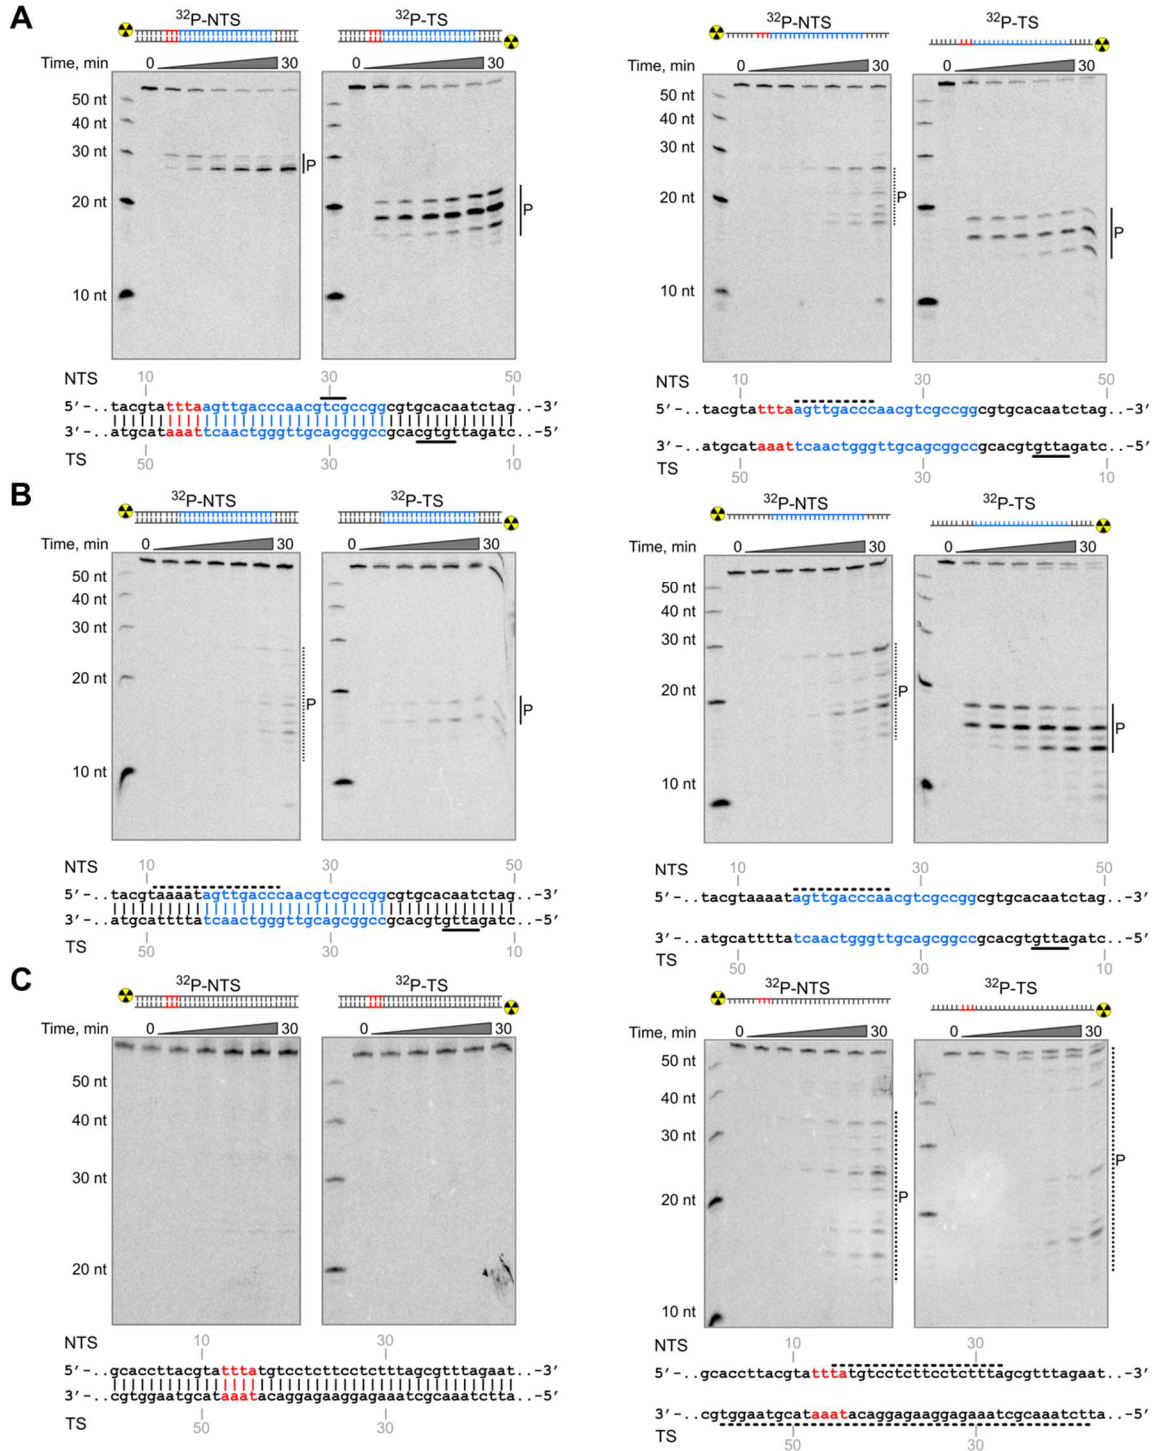 A
32P-NTS 32P-TS 32P-NTS 32P-TS
Time, min 0 30 0 30 Time, min 0 30 0 30
50 nt 50 nt
40 nt 40 nt
30 nt 30 nt
P
20 nt P 20 nt P
P
10 nt 10 nt
NTS 10 30 50 NTS 10 30 50
5'-..tacgtatttaagttgacccaacgtcgccggcgtgcacaatctag..-3' 5'-..tacgtatttaagttgacccaacgtcgccggcgtgcacaatctag..-3'
3'-..atgcataaattcaactgggttgcagcggccgcacgtgttagatc..-5' 3'-..atgcataaattcaactgggttgcagcggccgcacgtgttagatc..-5'
TS 50 30 10 TS 50 30 10
B
32P-NTS 32P-TS 32P-NTS 32P-TS
Time, min 0 30 0 30 Time, min 0 30 0 30
50 nt 50 nt
40 nt 40 nt
30 nt 30 nt
20 nt 20 nt
P P P P
10 nt 10 nt
NTS 10 30 50 NTS 10 30 50
5'-..tacgtaaaatagttgacccaacgtcgccggcgtgcacaatctag..-3' 5'-..tacgtaaaatagttgacccaacgtcgccggcgtgcacaatctag..-3'
3'-..atgcattttatcaactgggttgcagcggccgcacgtgttagatc..-5' 3'-..atgcattttatcaactgggttgcagcggccgcacgtgttagatc..-5'
TS 50 30 10 TS 50 30 10
C
32P-NTS 32P-TS 32P-NTS 32P-TS
Time, min 0 30 0 30 Time, min 0 30 0 30
50 nt 50 nt
40 nt 40 nt
30 nt 30 nt
P
20 nt 20 nt P
10 nt
NTS 10 30 NTS 10 30
5'-..gcaccttacgtatttatgtcctcttcctctttagcgtttagaat..-3' 5'-..gcaccttacgtatttatgtcctcttcctctttagcgtttagaat..-3'
3'-..cgtggaatgcataaatacaggagaaggagaaatcgcaaatctta..-5' 3'-..cgtggaatgcataaatacaggagaaggagaaatcgcaaatctta..-5'
TS 50 30 TS 50 30